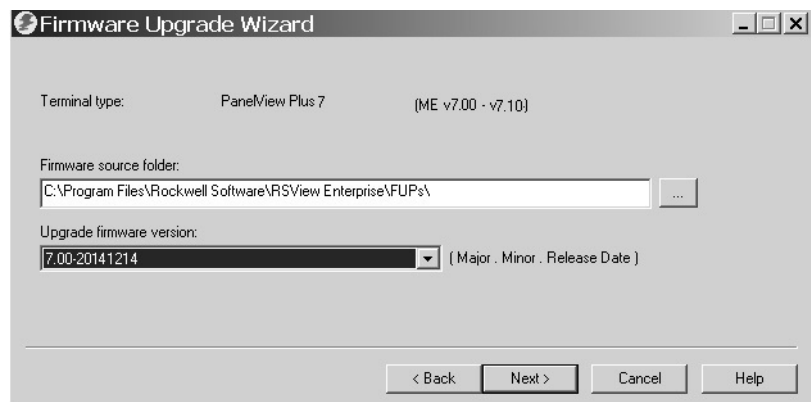 Firmware Upgrade Wizard
Terminal type: PanelView Plus 7 (ME v7.00 - v7.10)
Firmware source folder:
C:\Program Files\Rockwell Software\RSView Enterprise\FUPs\ ...
Upgrade firmware version:
7.00-20141214 ( Major . Minor . Release Date )
< Back Next > Cancel Help